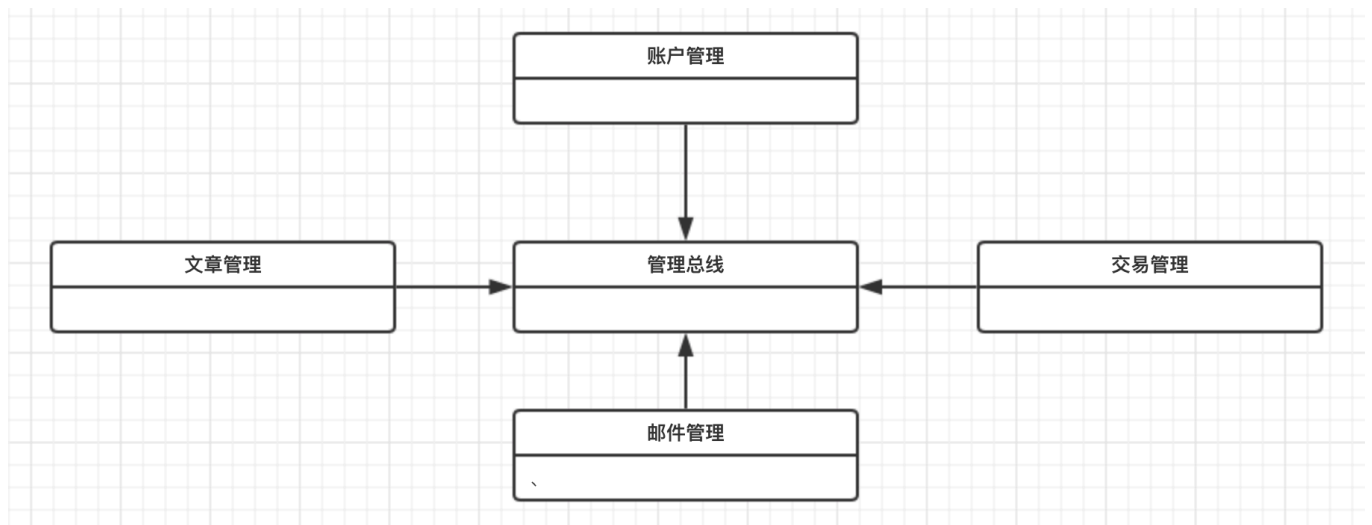 账户管理
文章管理
管理总线
交易管理
邮件管理
、